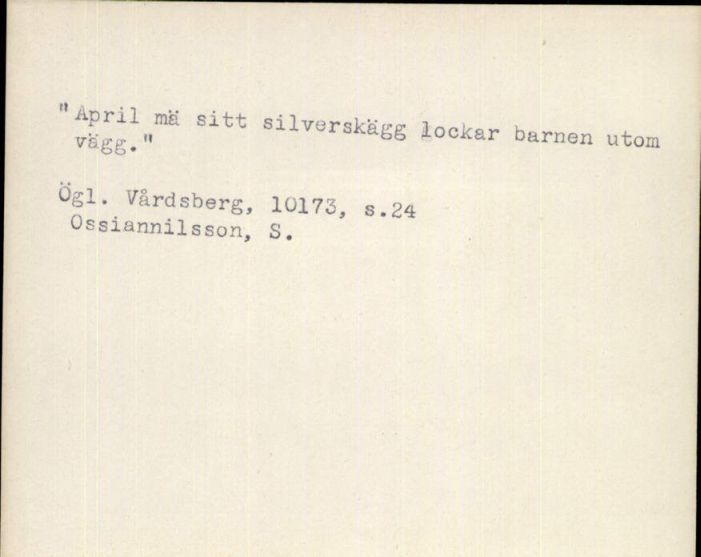 "April mä sitt silverskägg lockar barnen utom
vägg."
Ögl. Vårdsberg, 10173, s.24
Ossiannilsson, S.